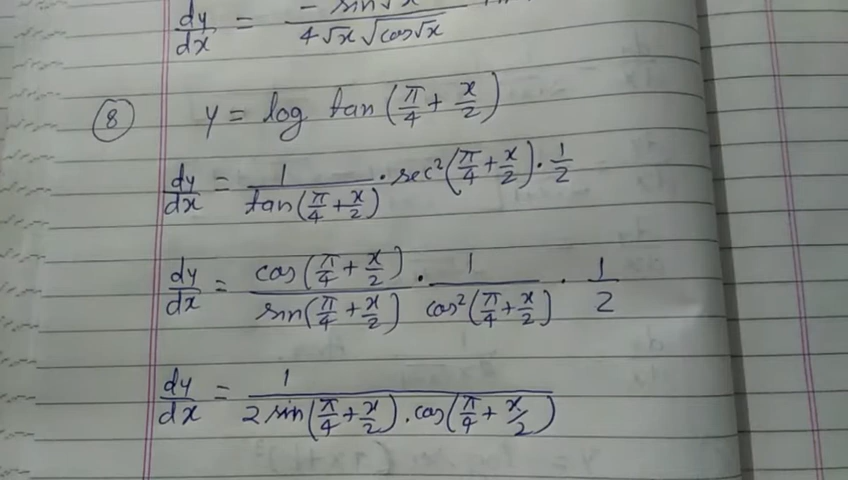 dy/dx = -sin√x / 4√x √cos√x
⑧ y = log tan(π/4 + x/2)
dy/dx = 1/tan(π/4 + x/2) · sec²(π/4 + x/2) · 1/2
dy/dx = cos(π/4 + x/2)/sin(π/4 + x/2) · 1/cos²(π/4 + x/2) · 1/2
dy/dx = 1/2 sin(π/4 + x/2) · cos(π/4 + x/2)